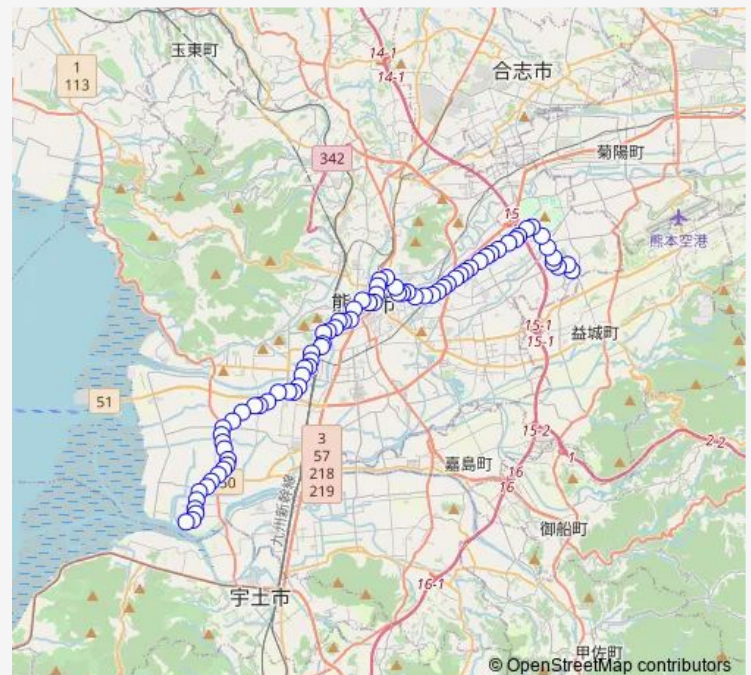 玉東町
14-1
14-1
合志市
1
113
342
菊陽町
15
熊本空港
熊
市
15-1
15-1
益城町
51
3
57
218
219
嘉島町
15-2
1
2-2
16
16
九州新幹線
御船町
16-1
宇土市
甲佐町
© OpenStreetMap contributors